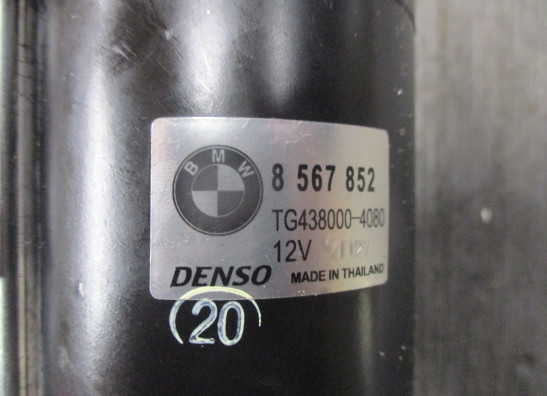 BMW
8 567 852
TG438000-4080
12V
DENSO MADE IN THAILAND
20